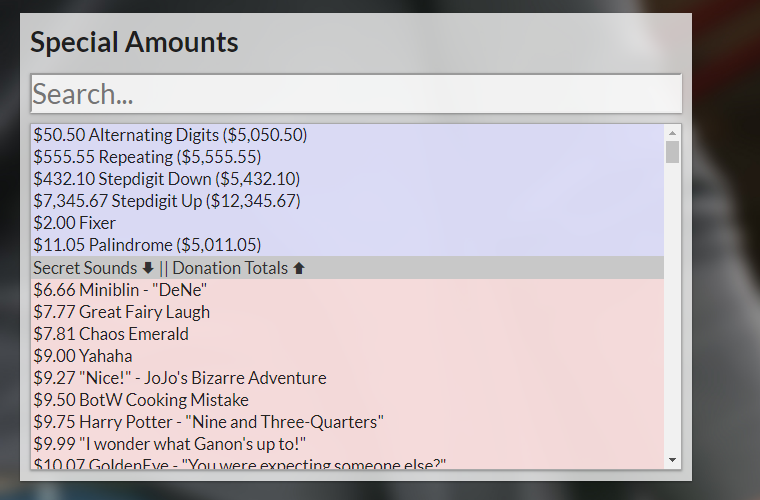 Special Amounts
Search...
$50.50 Alternating Digits ($5,050.50)
$555.55 Repeating ($5,555.55)
$432.10 Stepdigit Down ($5,432.10)
$7,345.67 Stepdigit Up ($12,345.67)
$2.00 Fixer
$11.05 Palindrome ($5,011.05)
Secret Sounds 🡇 || Donation Totals 🡅
$6.66 Miniblin - "DeNe"
$7.77 Great Fairy Laugh
$7.81 Chaos Emerald
$9.00 Yahaha
$9.27 "Nice!" - JoJo's Bizarre Adventure
$9.50 BotW Cooking Mistake
$9.75 Harry Potter - "Nine and Three-Quarters"
$9.99 "I wonder what Ganon's up to!"
$10.07 GoldenEye - "You were expecting someone else?"